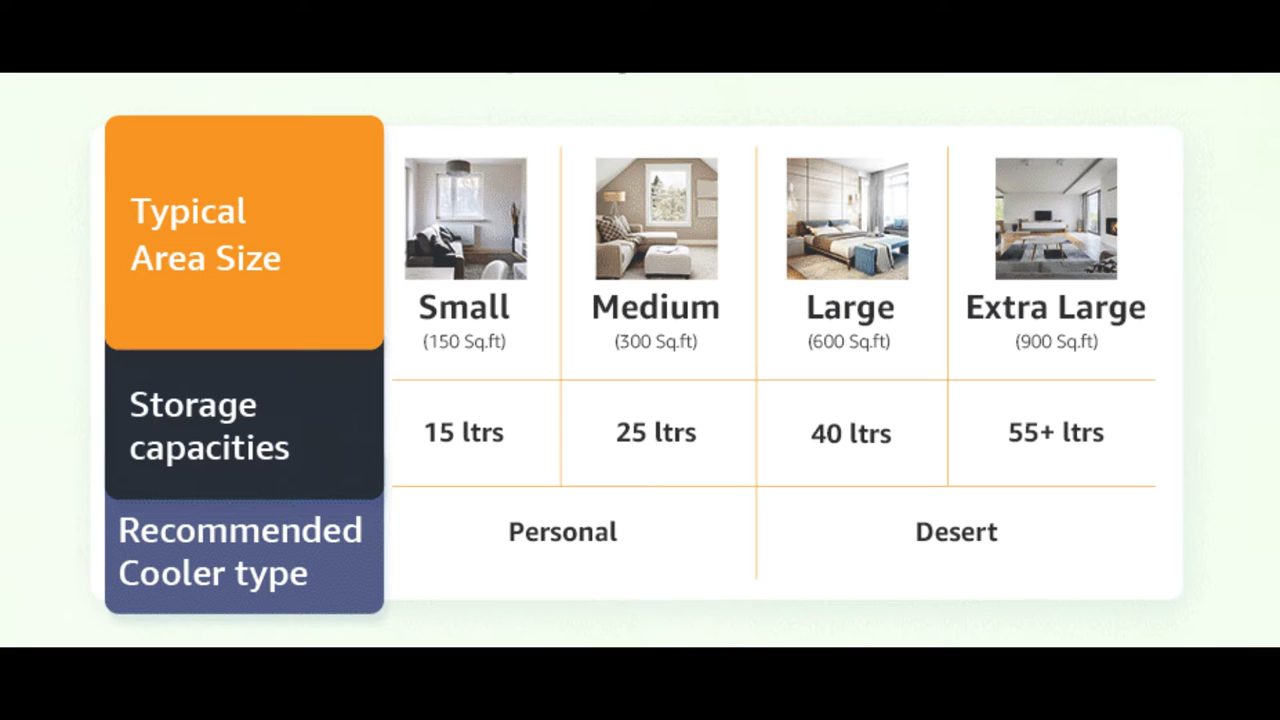 Typical
Area Size
Small
Medium
Large
Extra Large
(150 Sq.ft)
(300 Sq.ft)
(600 Sq.ft)
(900 Sq.ft)
Storage
capacities
15 ltrs
25 ltrs
40 ltrs
55+ ltrs
Recommended
Cooler type
Personal
Desert